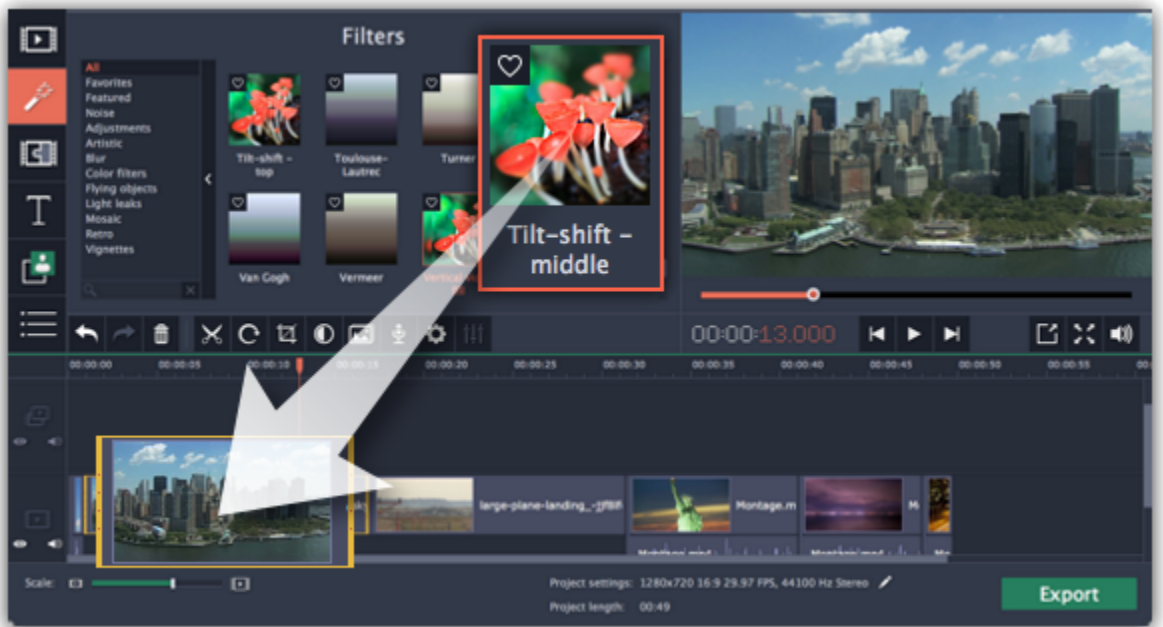 Filters
All
Favorites
Featured
Noise
Adjustments
Artistic
Blur
Color filters
Flying objects
Light leaks
Mosaic
Retro
Vignettes
Tilt-shift -
top
Toulouse-
Lautrec
Turner
Van Gogh
Vermeer
Tilt-shift -
middle
T
00:00:13.000
00:00:00
00:00:05
00:00:10
00:00:15
00:00:20
00:00:25
00:00:30
00:00:35
00:00:40
00:00:45
00:00:50
00:00:55
Montage.m
Scale:
Project settings: 1280x720 16:9 29.97 FPS, 44100 Hz Stereo
Project length: 00:49
Export